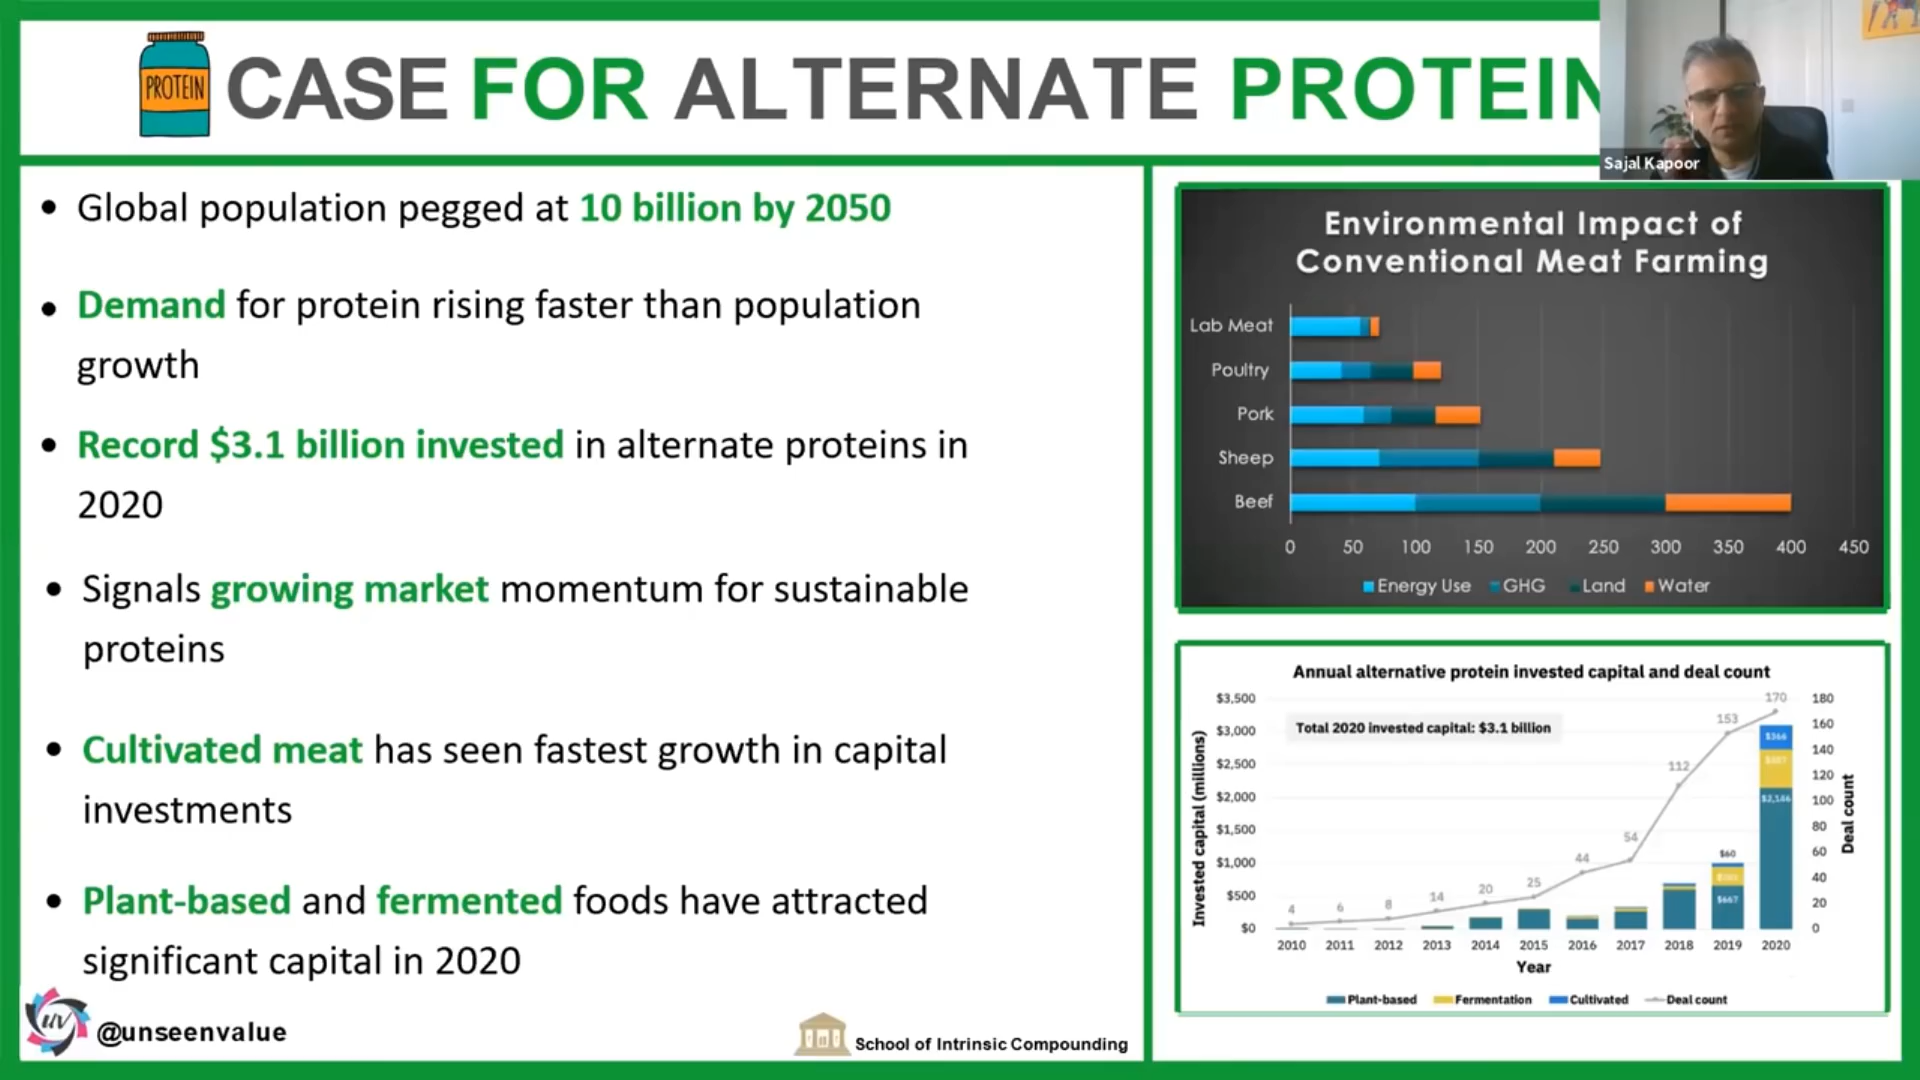 PROTEIN
CASE FOR ALTERNATE PROTEIN
Sajal Kapoor
Global population pegged at 10 billion by 2050
Demand for protein rising faster than population
growth
Record $3.1 billion invested in alternate proteins in
2020
Signals growing market momentum for sustainable
proteins
Cultivated meat has seen fastest growth in capital
investments
Plant-based and fermented foods have attracted
significant capital in 2020
@unseenvalue
School of Intrinsic Compounding
Environmental Impact of
Conventional Meat Farming
Lab Meat
Poultry
Pork
Sheep
Beef
0 50 100 150 200 250 300 350 400 450
Energy Use GHG Land Water
Annual alternative protein invested capital and deal count
Total 2020 invested capital: $3.1 billion
Invested capital (millions)
$3,500
$3,000
$2,500
$2,000
$1,500
$1,000
$500
$0
4 6 8 14 20 25 44 54 112 153 170
$60
$667
$366
$2,146
180
160
140
120
100
80
60
40
20
0
Deal count
2010 2011 2012 2013 2014 2015 2016 2017 2018 2019 2020
Year
Plant-based Fermentation Cultivated Deal count